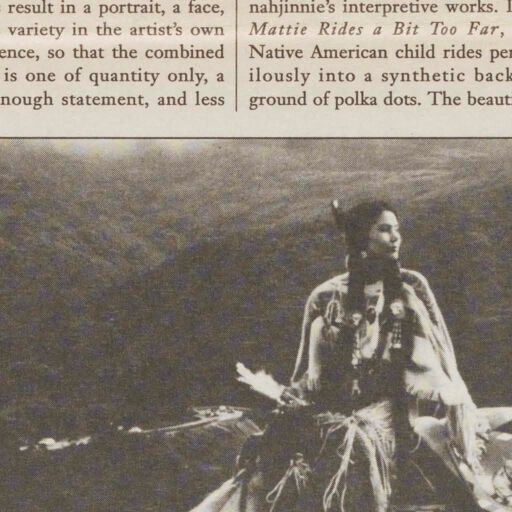 result in a portrait, a face,
variety in the artist's own
ence, so that the combined
is one of quantity only, a
nough statement, and less
nahjinnie's interpretive works. I
Mattie Rides a Bit Too Far,
Native American child rides per
ilously into a synthetic back
ground of polka dots. The beauti